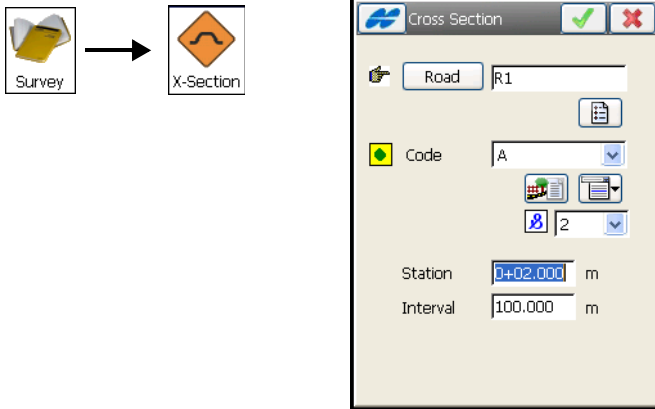 Survey
X-Section
Cross Section
Road R1
Code A
2
Station 0+02.000 m
Interval 100.000 m